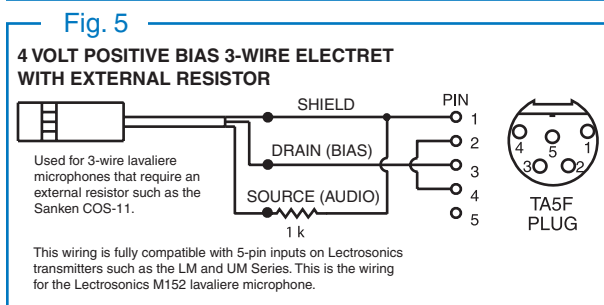 Fig. 5
4 VOLT POSITIVE BIAS 3-WIRE ELECTRET
WITH EXTERNAL RESISTOR
SHIELD
PIN
1
DRAIN (BIAS)
2
3
SOURCE (AUDIO)
4
1 k
5
Used for 3-wire lavaliere
microphones that require an
external resistor such as the
Sanken COS-11.
4
5
1
3
2
TA5F
PLUG
This wiring is fully compatible with 5-pin inputs on Lectrosonics
transmitters such as the LM and UM Series. This is the wiring
for the Lectrosonics M152 lavaliere microphone.